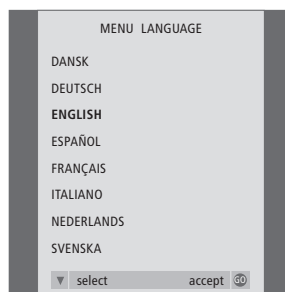 MENU LANGUAGE
DANSK
DEUTSCH
ENGLISH
ESPAÑOL
FRANÇAIS
ITALIANO
NEDERLANDS
SVENSKA
select accept GO